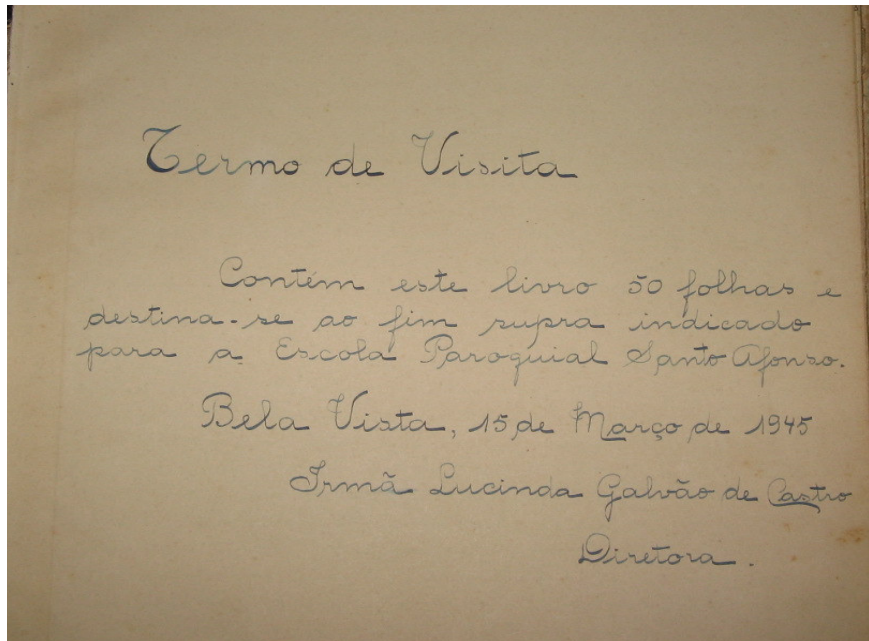 Termo de Visita
Contém este livro 50 folhas e
destina-se ao fim supra indicado
para a Escola Paroquial Santo Afonso.
Bela Vista, 15 de Março de 1945
Irmã Lucinda Galvão de Castro
Diretora.